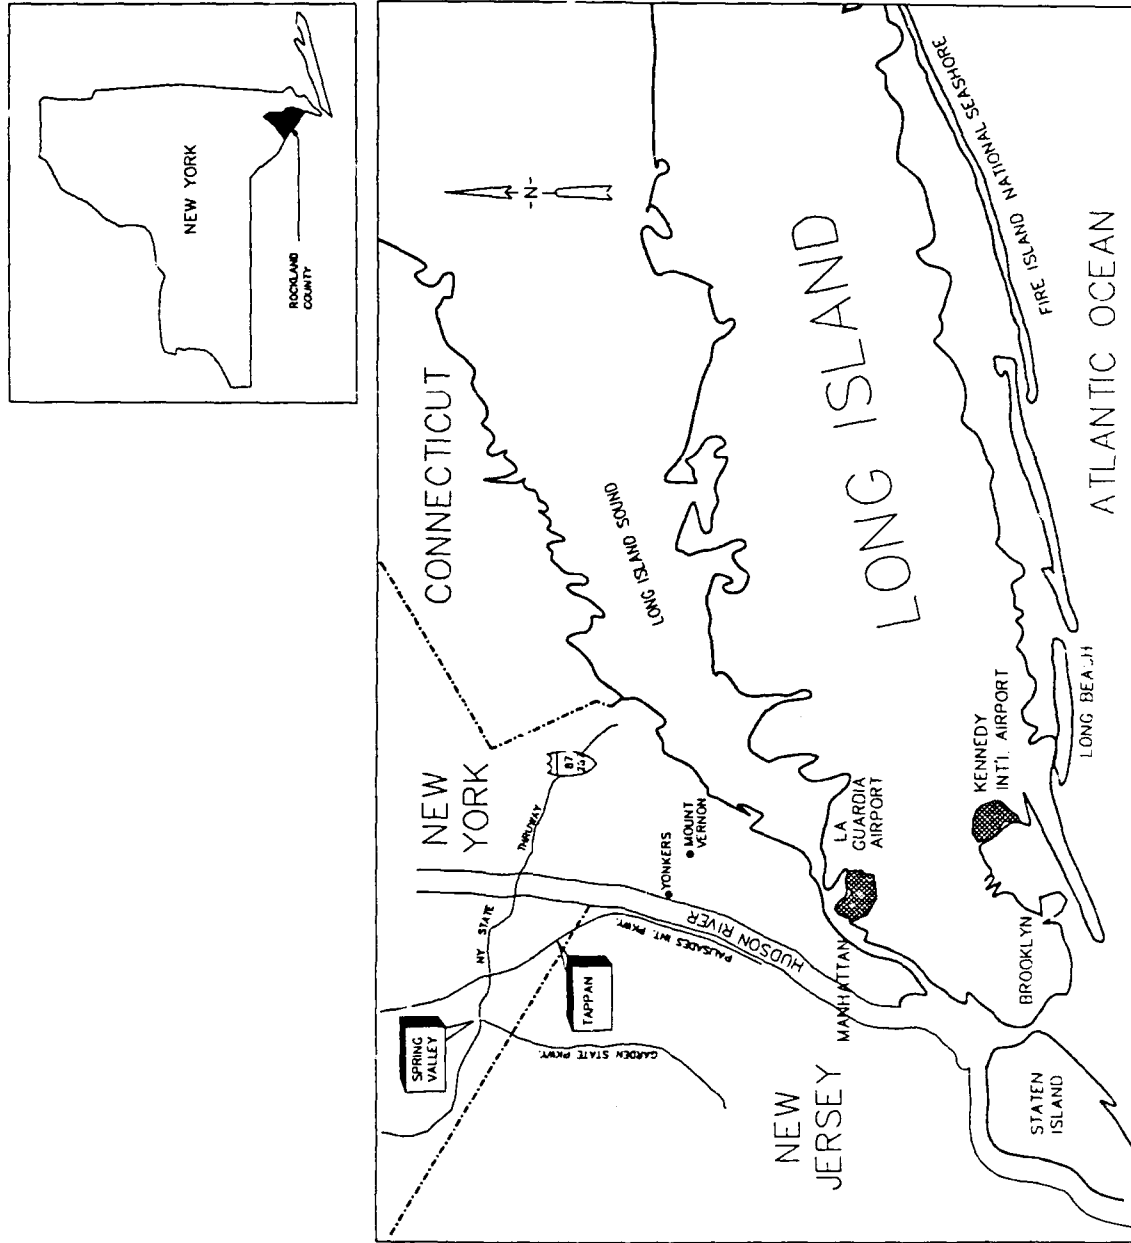 NEW YORK
ROCKLAND
COUNTY
-N-
CONNECTICUT
NEW
YORK
LONG ISLAND SOUND
LONG ISLAND
FIRE ISLAND NATIONAL SEASHORE
ATLANTIC OCEAN
87
THRUWAY
NY STATE
SPRING
VALLEY
TAPPAN
YONKERS
MOUNT
VERNON
PALISADES INT. PKWY.
HUDSON RIVER
GARDEN STATE PKWY.
MANHATTAN
LA
GUARDIA
AIRPORT
KENNEDY
INT'L. AIRPORT
LONG BEACH
BROOKLYN
NEW
JERSEY
STATEN
ISLAND